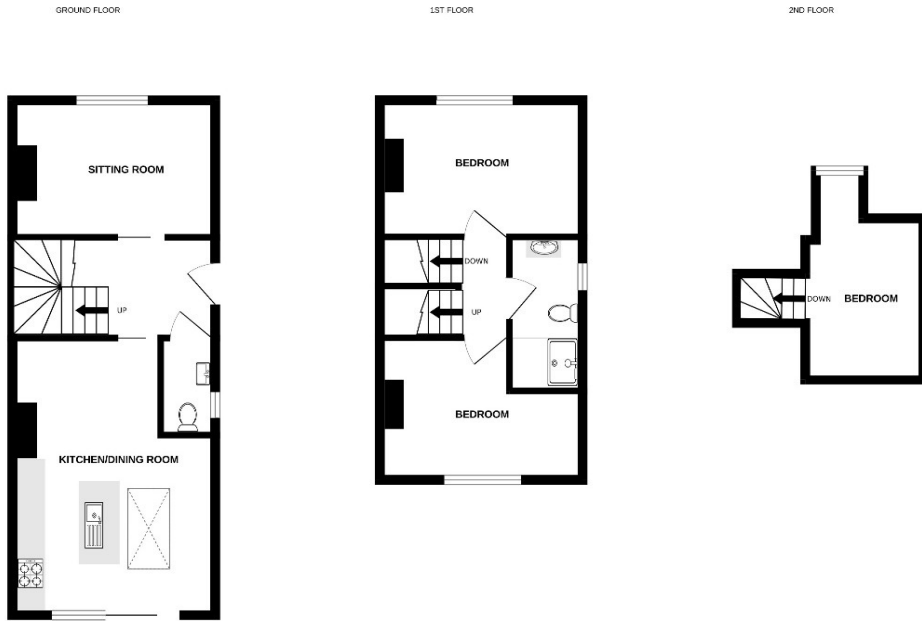 GROUND FLOOR
1ST FLOOR
2ND FLOOR
SITTING ROOM
UP
KITCHEN/DINING ROOM
BEDROOM
DOWN
UP
BEDROOM
DOWN
BEDROOM